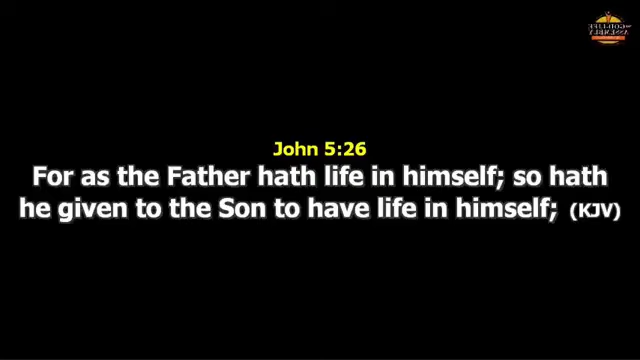 John 5:26
For as the Father hath life in himself; so hath
he given to the Son to have life in himself; (KJV)